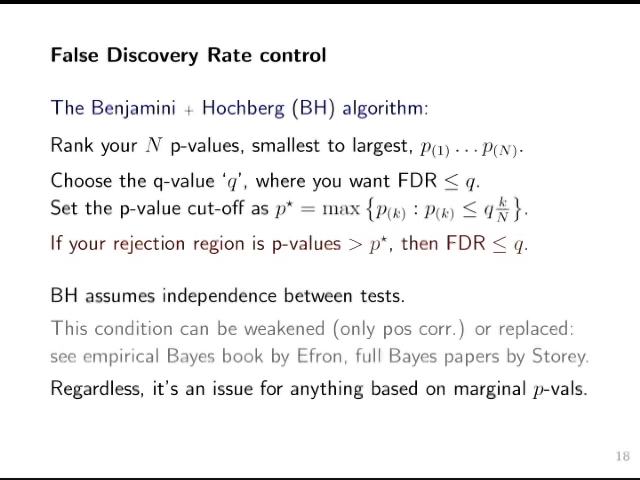 False Discovery Rate control
The Benjamini + Hochberg (BH) algorithm:
Rank your N p-values, smallest to largest, p(1) . . . p(N).
Choose the q-value ‘q’, where you want FDR ≤ q.
Set the p-value cut-off as p⋆ = max {p(k) : p(k) ≤ q k/N}.
If your rejection region is p-values > p⋆, then FDR ≤ q.
BH assumes independence between tests.
This condition can be weakened (only pos corr.) or replaced:
see empirical Bayes book by Efron, full Bayes papers by Storey.
Regardless, it's an issue for anything based on marginal p-vals.
18